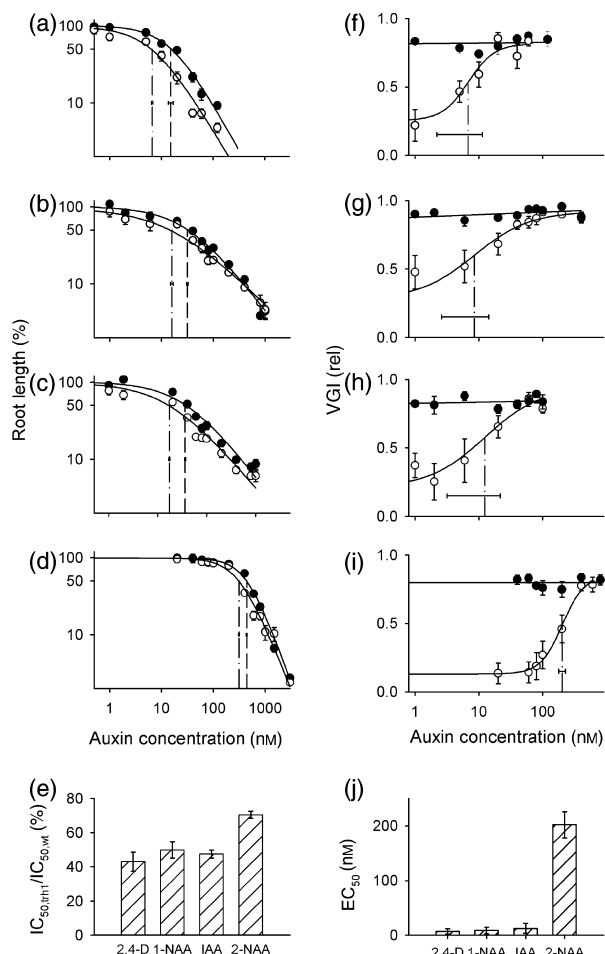 (a)
100
50
10
(b)
100
50
10
(c)
100
50
10
(d)
100
50
10
1
10
100
1000
Root length (%)
Auxin concentration (nM)
(e)
80
60
40
20
0
IC50,trh1/IC50,wt (%)
2.4-D 1-NAA IAA 2-NAA
(f)
1.0
0.5
0.0
(g)
1.0
0.5
0.0
(h)
1.0
0.5
0.0
(i)
1.0
0.5
0.0
1
10
100
VGI (rel)
Auxin concentration (nM)
(j)
200
100
0
EC50 (nM)
2.4-D 1-NAA IAA 2-NAA